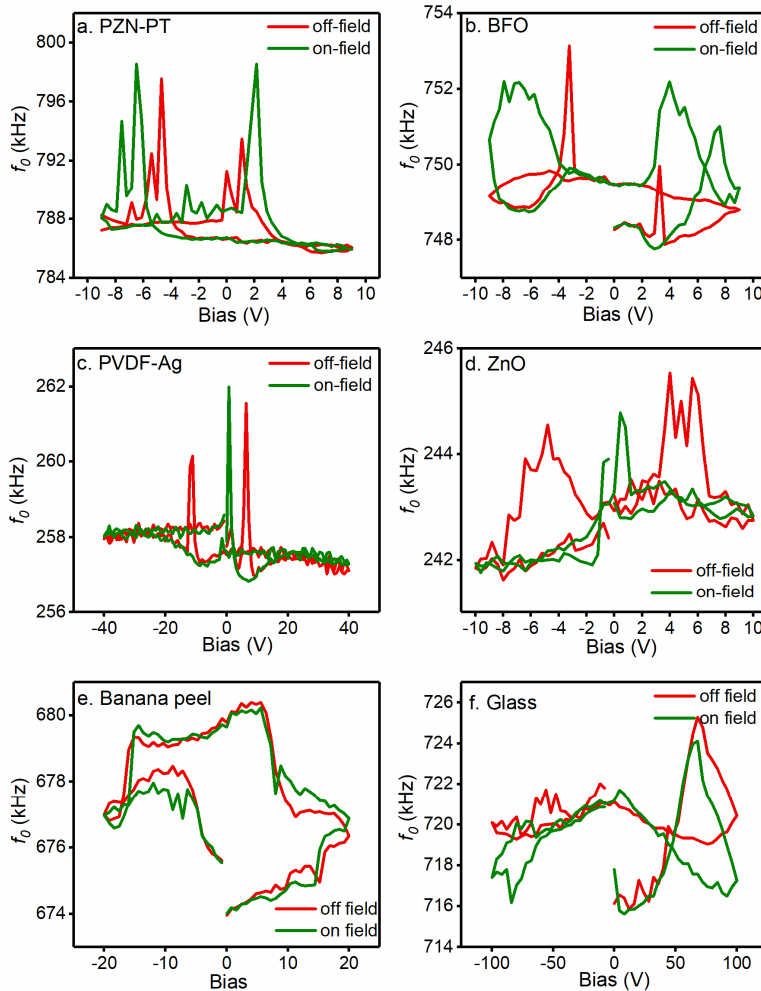 a. PZN-PT
off-field
on-field
800
796
792
788
784
f0 (kHz)
-10 -8 -6 -4 -2 0 2 4 6 8 10
Bias (V)
b. BFO
off-field
on-field
754
752
750
748
f0 (kHz)
-10 -8 -6 -4 -2 0 2 4 6 8 10
Bias (V)
c. PVDF-Ag
off-field
on-field
262
260
258
256
f0 (kHz)
-40 -20 0 20 40
Bias (V)
d. ZnO
246
244
242
f0 (kHz)
off-field
on-field
-10 -8 -6 -4 -2 0 2 4 6 8 10
Bias (V)
e. Banana peel
680
678
676
674
f0 (kHz)
off field
on field
-20 -10 0 10 20
Bias
f. Glass
off field
on field
726
724
722
720
718
716
714
f0 (kHz)
-100 -50 0 50 100
Bias (V)